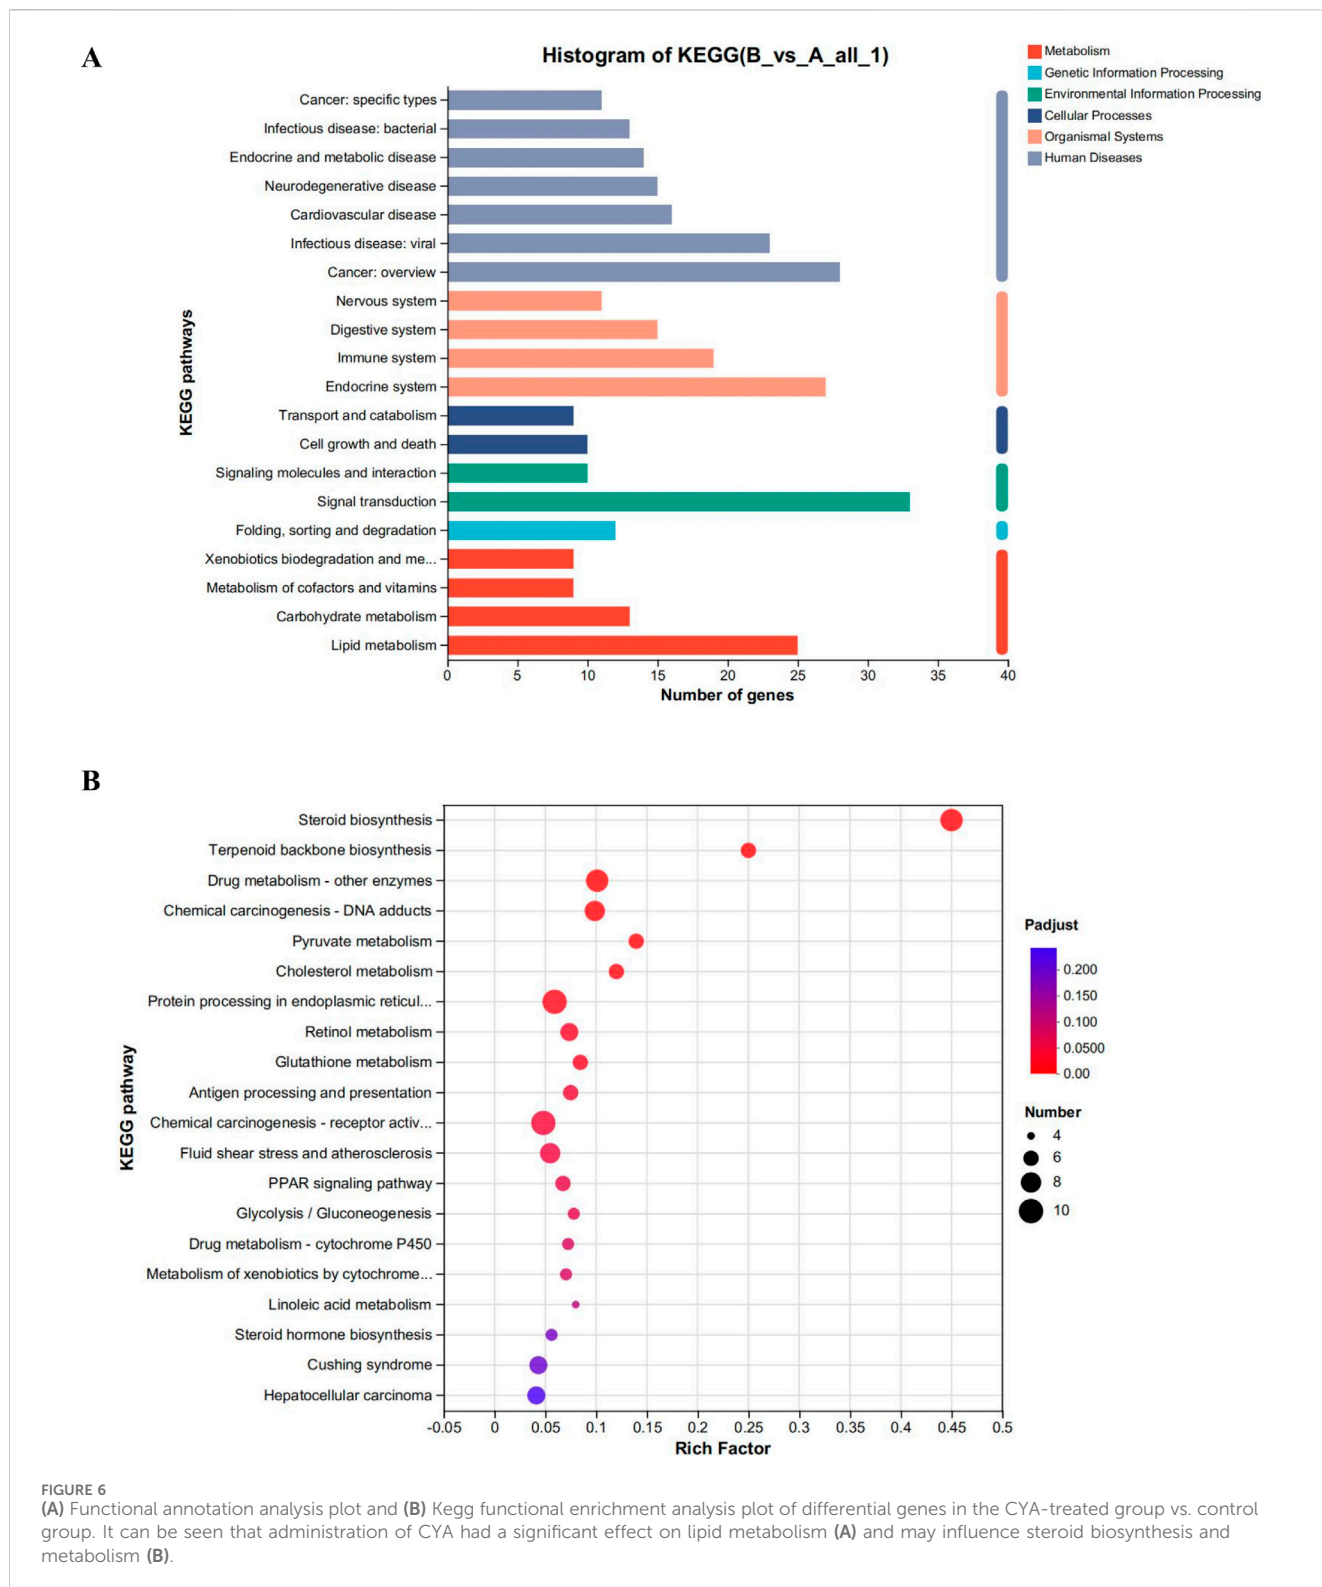 A
Histogram of KEGG(B_vs_A_all_1)
Metabolism
Genetic Information Processing
Environmental Information Processing
Cellular Processes
Organismal Systems
Human Diseases
KEGG pathways
Cancer: specific types
Infectious disease: bacterial
Endocrine and metabolic disease
Neurodegenerative disease
Cardiovascular disease
Infectious disease: viral
Cancer: overview
Nervous system
Digestive system
Immune system
Endocrine system
Transport and catabolism
Cell growth and death
Signaling molecules and interaction
Signal transduction
Folding, sorting and degradation
Xenobiotics biodegradation and me...
Metabolism of cofactors and vitamins
Carbohydrate metabolism
Lipid metabolism
0 5 10 15 20 25 30 35 40
Number of genes
B
KEGG pathway
Steroid biosynthesis
Terpenoid backbone biosynthesis
Drug metabolism - other enzymes
Chemical carcinogenesis - DNA adducts
Pyruvate metabolism
Cholesterol metabolism
Protein processing in endoplasmic reticul...
Retinol metabolism
Glutathione metabolism
Antigen processing and presentation
Chemical carcinogenesis - receptor activ...
Fluid shear stress and atherosclerosis
PPAR signaling pathway
Glycolysis / Gluconeogenesis
Drug metabolism - cytochrome P450
Metabolism of xenobiotics by cytochrome...
Linoleic acid metabolism
Steroid hormone biosynthesis
Cushing syndrome
Hepatocellular carcinoma
-0.05 0 0.05 0.1 0.15 0.2 0.25 0.3 0.35 0.4 0.45 0.5
Rich Factor
Padjust
0.200
0.150
0.100
0.0500
0.00
Number
4
6
8
10
FIGURE 6
(A) Functional annotation analysis plot and (B) Kegg functional enrichment analysis plot of differential genes in the CYA-treated group vs. control
group. It can be seen that administration of CYA had a significant effect on lipid metabolism (A) and may influence steroid biosynthesis and
metabolism (B).